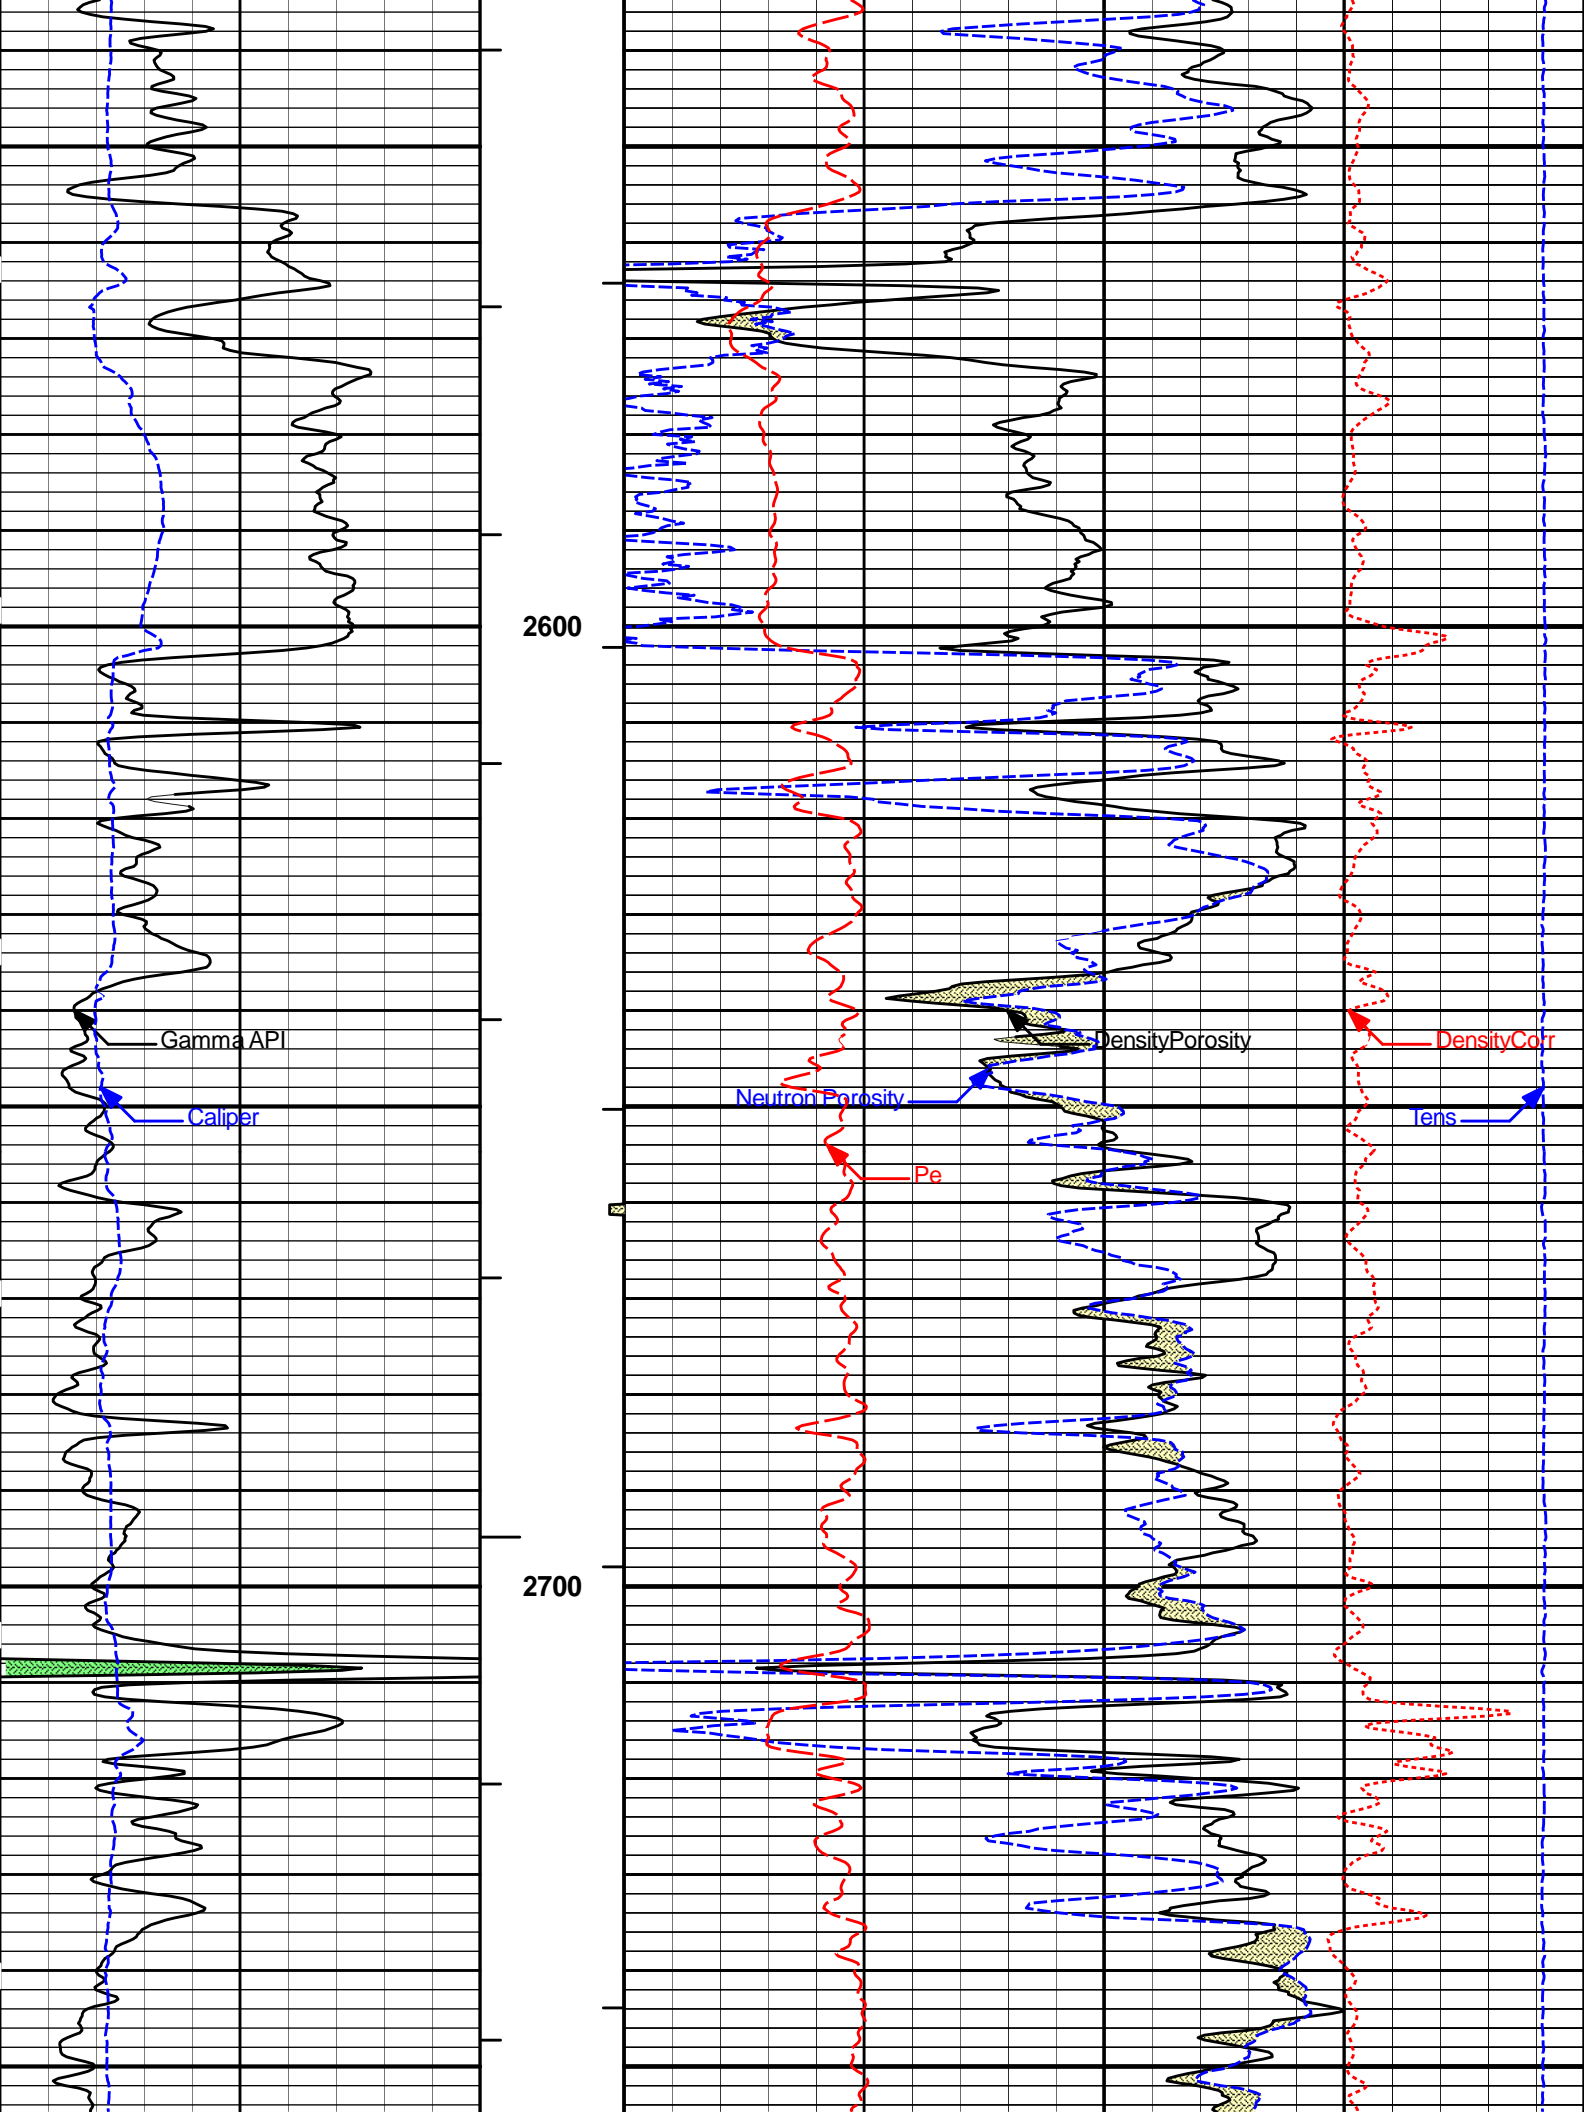 2600
Gamma API
DensityPorosity
DensityCorr
Neutron Porosity
Caliper
Tens
Pe
2700